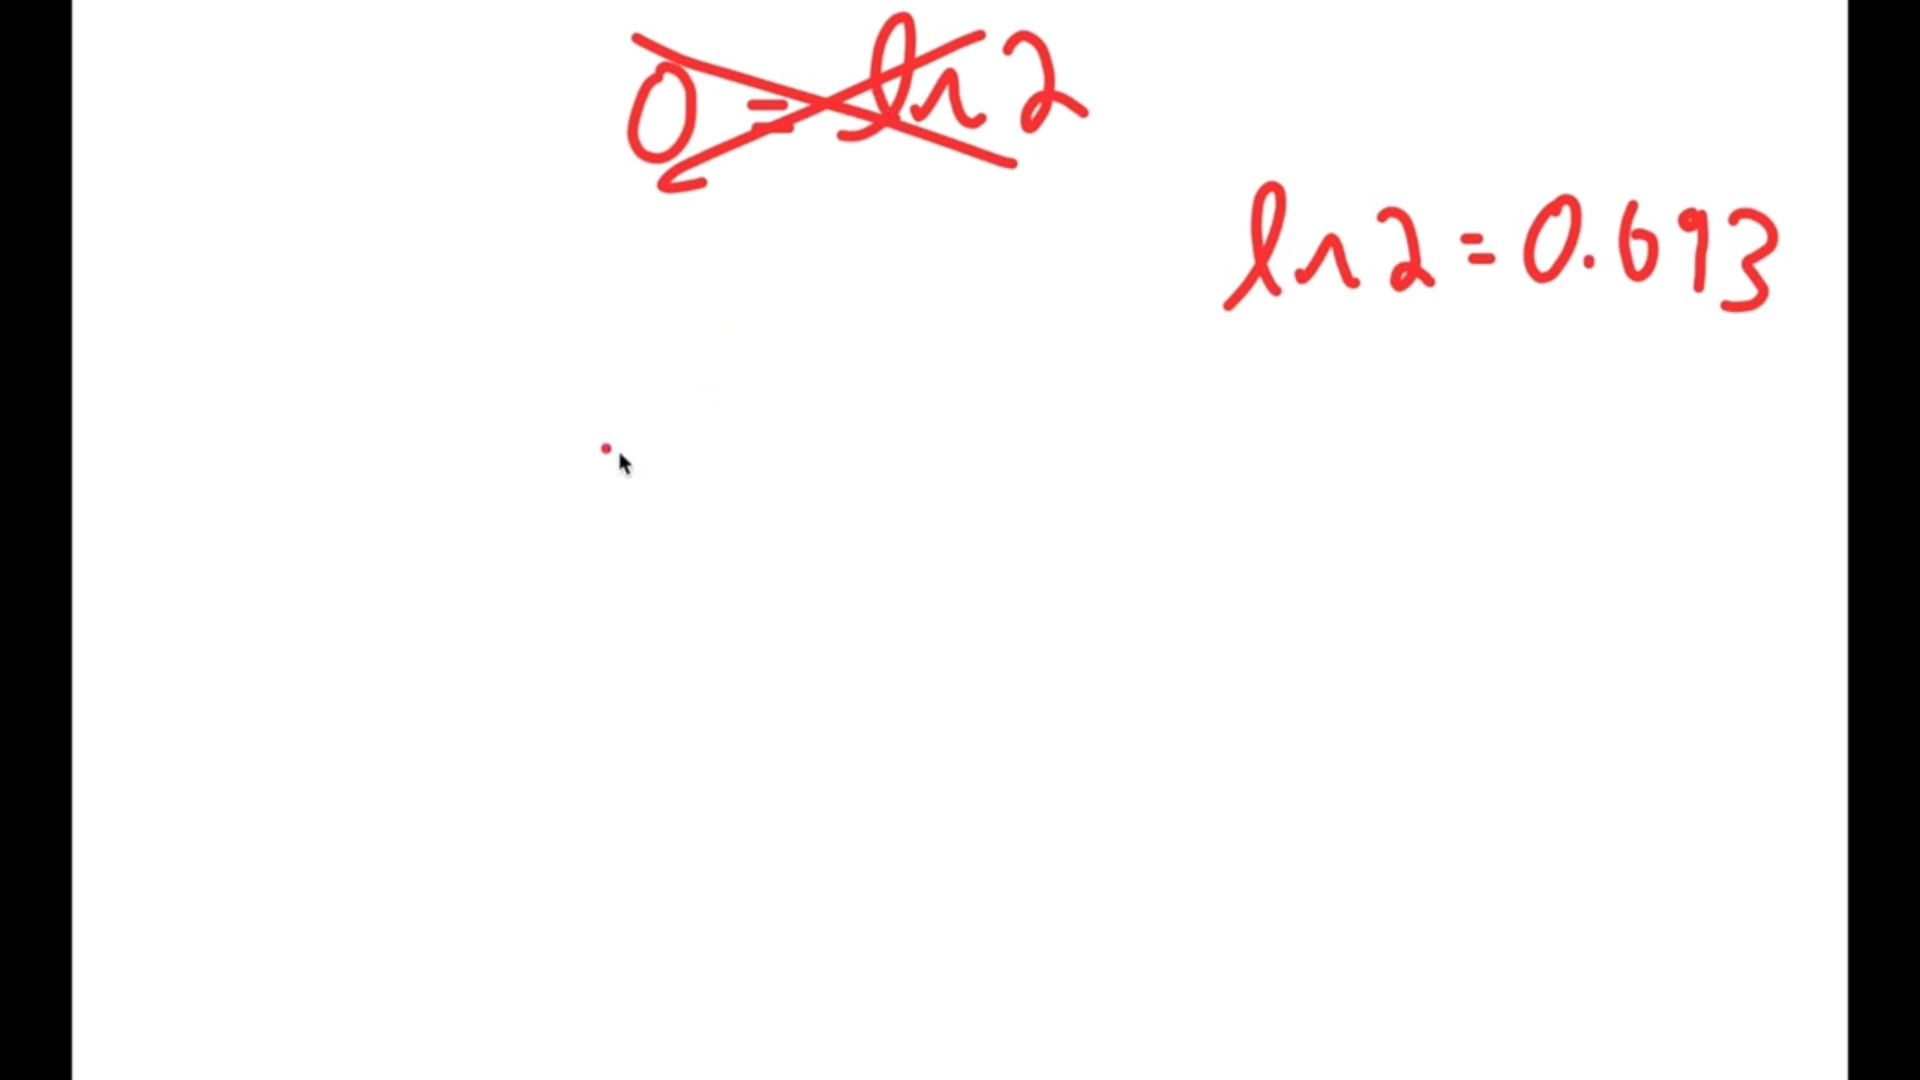 0 = ln 2
ln 2 = 0.693